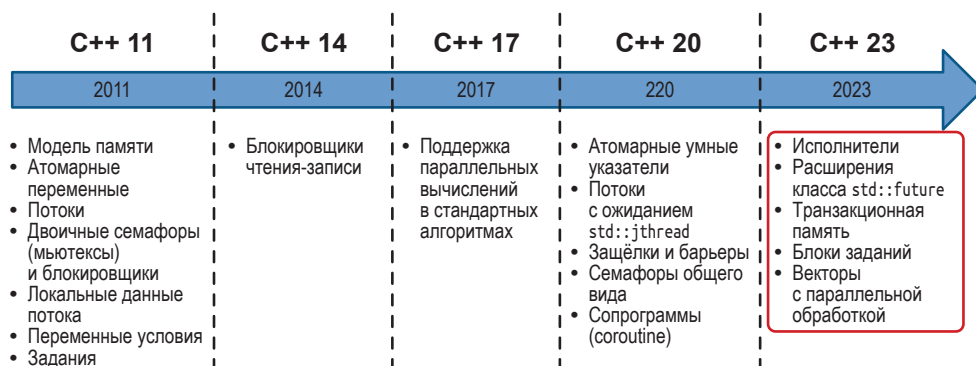 C++ 11
C++ 14
C++ 17
C++ 20
C++ 23
2011
2014
2017
220
2023
• Модель памяти
• Атомарные
переменные
• Потоки
• Двоичные семафоры
(мьютексы)
и блокировщики
• Локальные данные
потока
• Переменные условия
• Задания
• Блокировщики
чтения-записи
• Поддержка
параллельных
вычислений
в стандартных
алгоритмах
• Атомарные умные
указатели
• Потоки
с ожиданием
std::jthread
• Защёлки и барьеры
• Семафоры общего
вида
• Сопрограммы
(coroutine)
• Исполнители
• Расширения
класса std::future
• Транзакционная
память
• Блоки заданий
• Векторы
с параллельной
обработкой